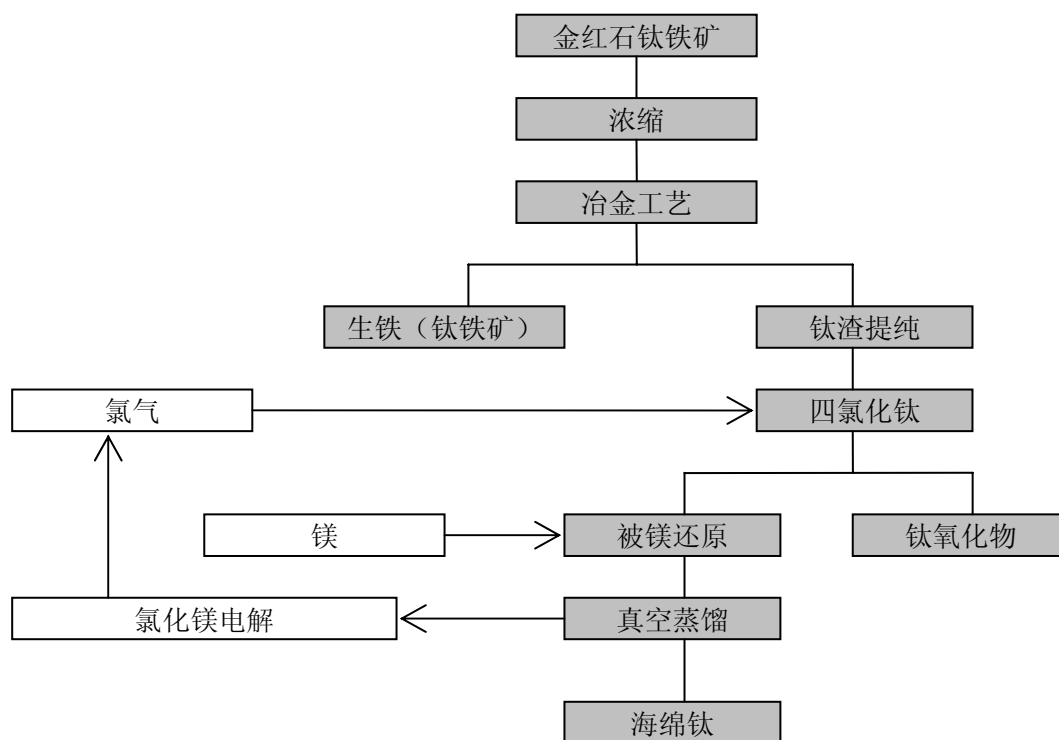 金红石钛铁矿
浓缩
冶金工艺
生铁（钛铁矿）
钛渣提纯
氯气
四氯化钛
镁
被镁还原
钛氧化物
氯化镁电解
真空蒸馏
海绵钛